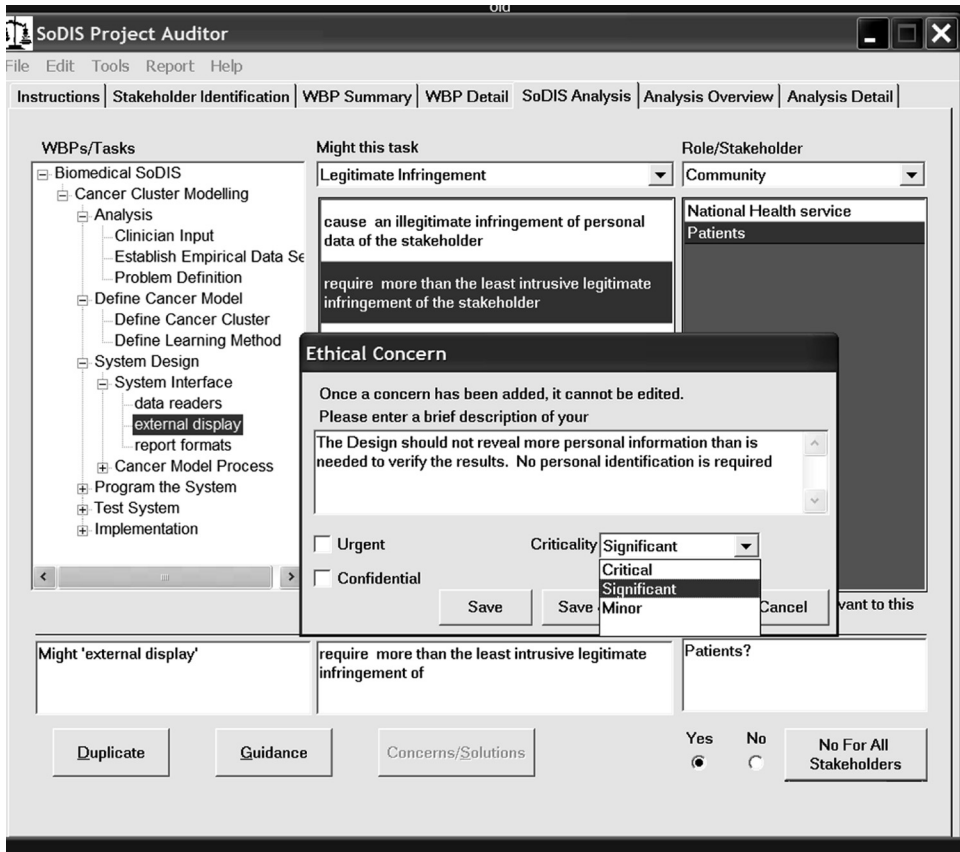 old
SoDIS Project Auditor
File Edit Tools Report Help
Instructions Stakeholder Identification WBP Summary WBP Detail SoDIS Analysis Analysis Overview Analysis Detail
WBPs/Tasks
Biomedical SoDIS
Cancer Cluster Modelling
Analysis
Clinician Input
Establish Empirical Data Se
Problem Definition
Define Cancer Model
Define Cancer Cluster
Define Learning Method
System Design
System Interface
data readers
external display
report formats
Cancer Model Process
Program the System
Test System
Implementation
Might this task
Legitimate Infringement
cause an illegitimate infringement of personal
data of the stakeholder
require more than the least intrusive legitimate
infringement of the stakeholder
Role/Stakeholder
Community
National Health service
Patients
Ethical Concern
Once a concern has been added, it cannot be edited.
Please enter a brief description of your
The Design should not reveal more personal information than is
needed to verify the results. No personal identification is required
Urgent
Criticality Significant
Critical
Significant
Minor
Confidential
Save Save Cancel
vant to this
Might 'external display'
require more than the least intrusive legitimate
infringement of
Patients?
Duplicate Guidance Concerns/Solutions
Yes No
No For All
Stakeholders